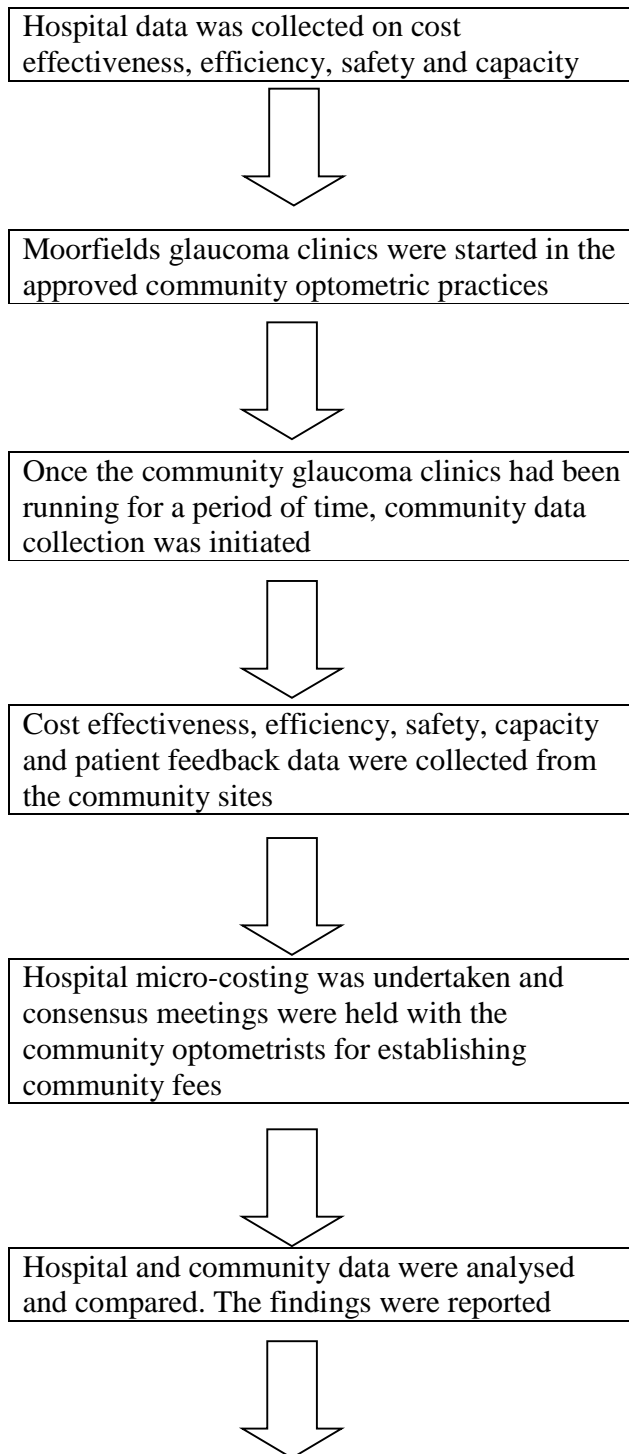 Hospital data was collected on cost
effectiveness, efficiency, safety and capacity
Moorfields glaucoma clinics were started in the
approved community optometric practices
Once the community glaucoma clinics had been
running for a period of time, community data
collection was initiated
Cost effectiveness, efficiency, safety, capacity
and patient feedback data were collected from
the community sites
Hospital micro-costing was undertaken and
consensus meetings were held with the
community optometrists for establishing
community fees
Hospital and community data were analysed
and compared. The findings were reported